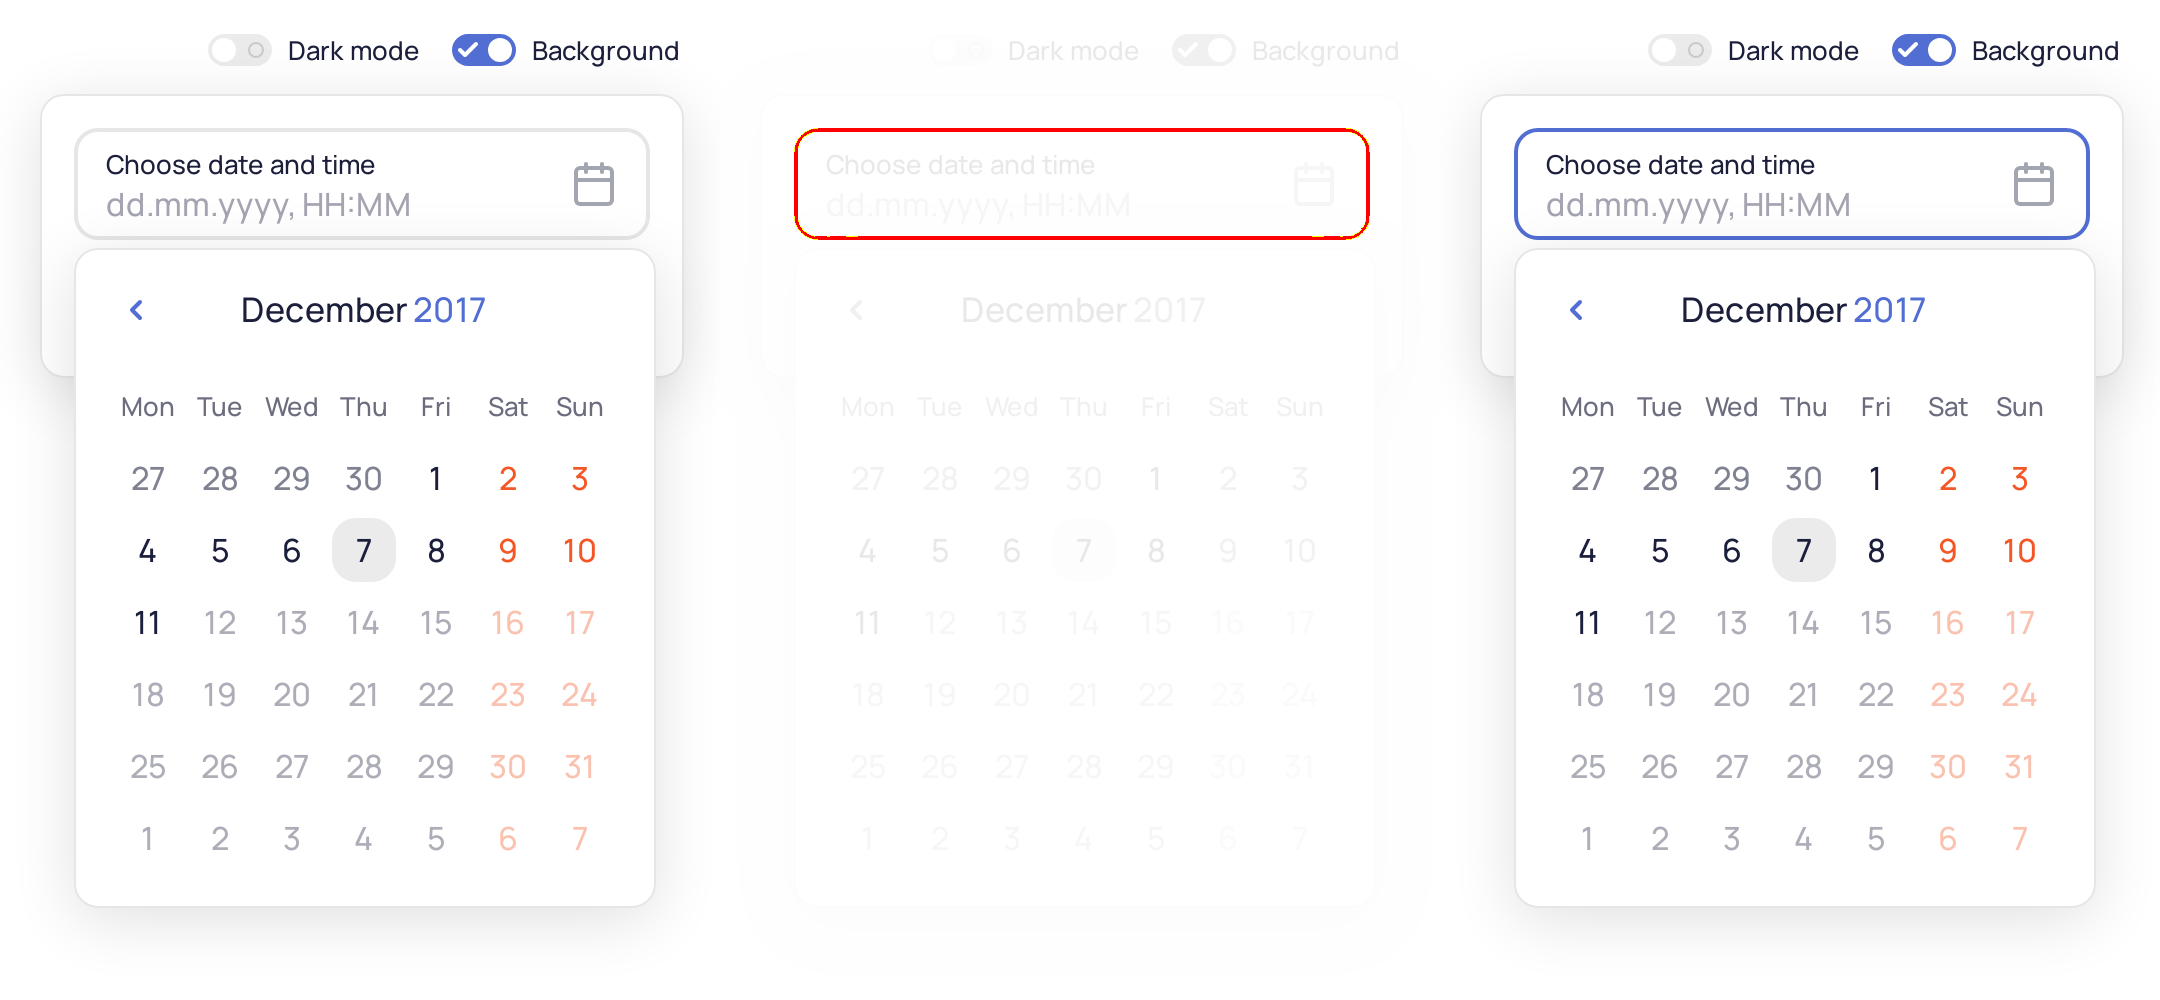 Dark mode Background
Choose date and time
dd.mm.yyyy, HH:MM
December 2017
Mon Tue Wed Thu Fri Sat Sun
27 28 29 30 1 2 3
4 5 6 7 8 9 10
11 12 13 14 15 16 17
18 19 20 21 22 23 24
25 26 27 28 29 30 31
1 2 3 4 5 6 7
Dark mode Background
Choose date and time
dd.mm.yyyy, HH:MM
December 2017
Mon Tue Wed Thu Fri Sat Sun
27 28 29 30 1 2 3
4 5 6 7 8 9 10
11 12 13 14 15 16 17
18 19 20 21 22 23 24
25 26 27 28 29 30 31
1 2 3 4 5 6 7
Dark mode Background
Choose date and time
dd.mm.yyyy, HH:MM
December 2017
Mon Tue Wed Thu Fri Sat Sun
27 28 29 30 1 2 3
4 5 6 7 8 9 10
11 12 13 14 15 16 17
18 19 20 21 22 23 24
25 26 27 28 29 30 31
1 2 3 4 5 6 7